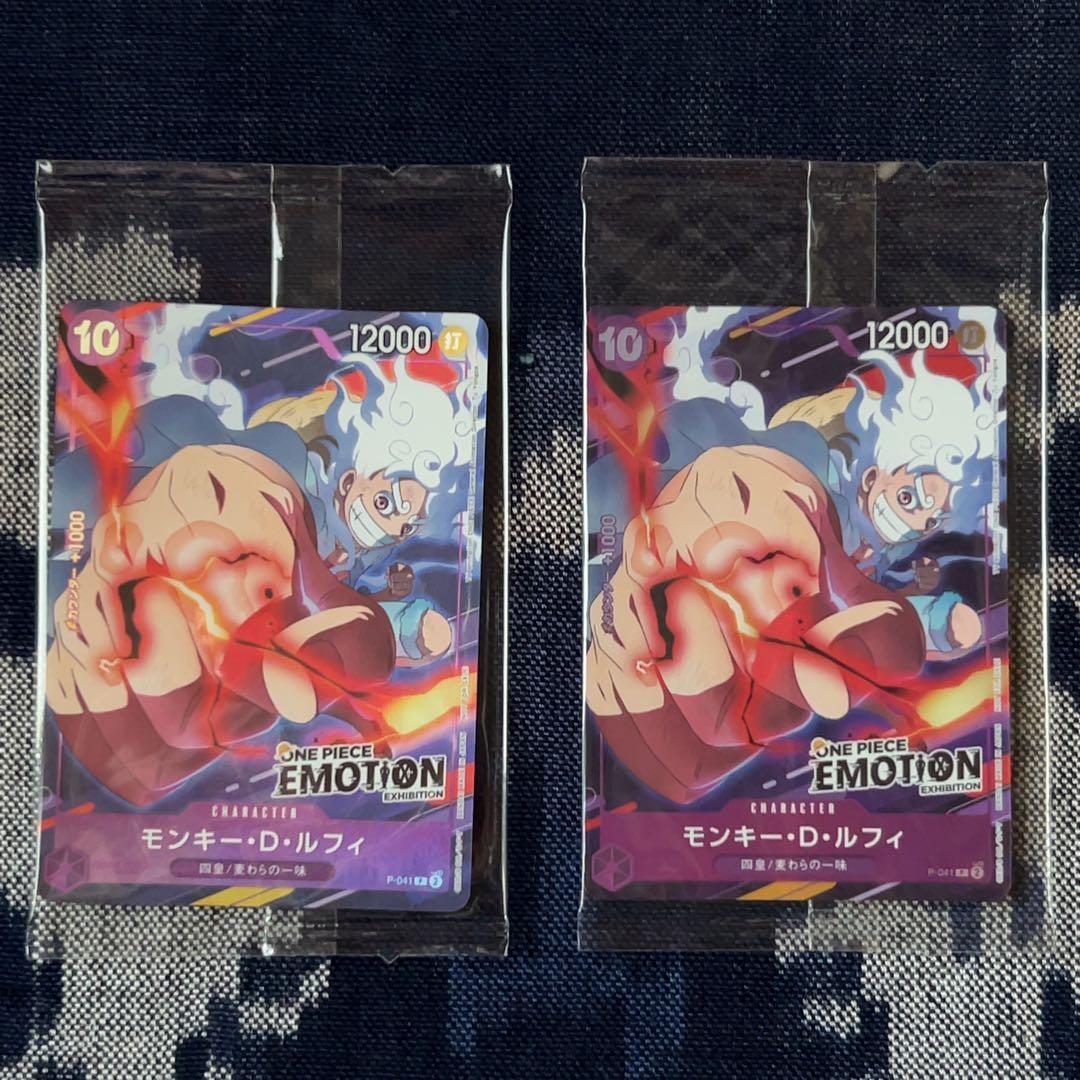 10
12000 打
カウンター +1000
ONE PIECE
EMOTION
EXHIBITION
CHARACTER
モンキー・D・ルフィ
四皇/麦わらの一味
P-041 P 2
10
12000 打
カウンター +1000
ONE PIECE
EMOTION
EXHIBITION
CHARACTER
モンキー・D・ルフィ
四皇/麦わらの一味
P-041 P 2